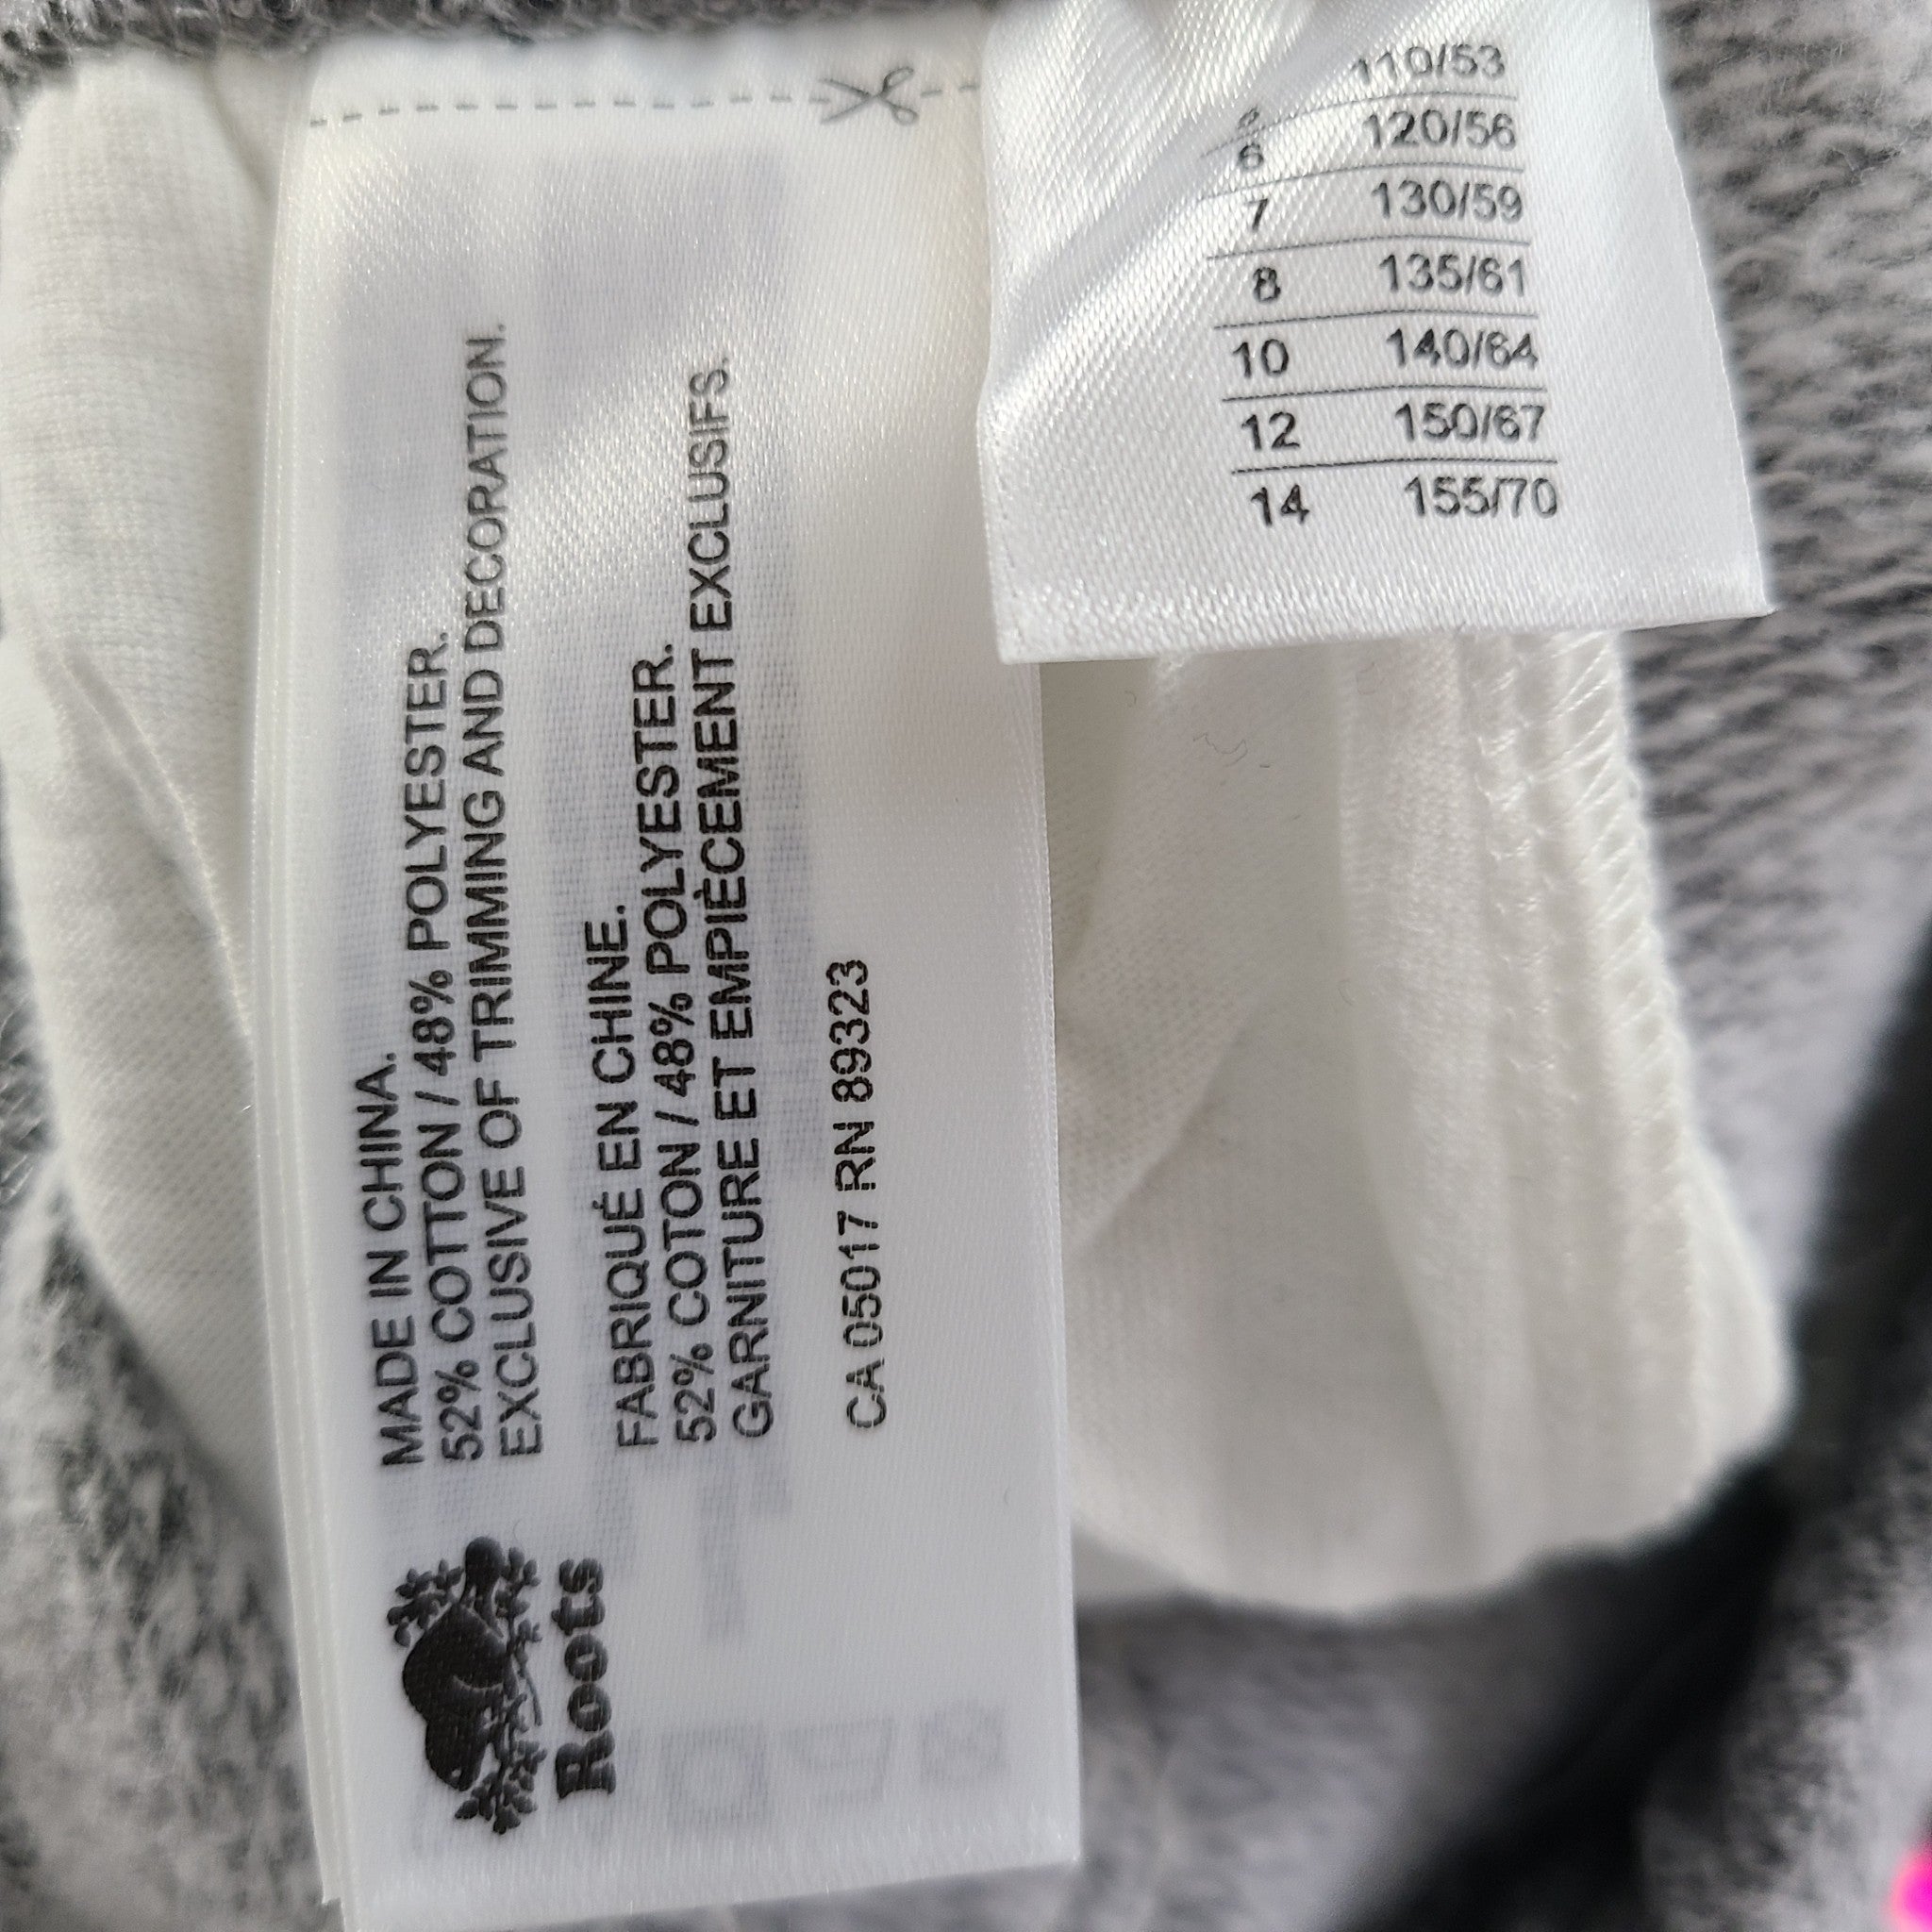 Roots
MADE IN CHINA.
52% COTTON / 48% POLYESTER.
EXCLUSIVE OF TRIMMING AND DECORATION.
FABRIQUÉ EN CHINE.
52% COTON / 48% POLYESTER.
GARNITURE ET EMPIÈCEMENT EXCLUSIFS.
CA 05017 RN 89323
110/53
6 120/56
7 130/59
8 135/61
10 140/64
12 150/67
14 155/70